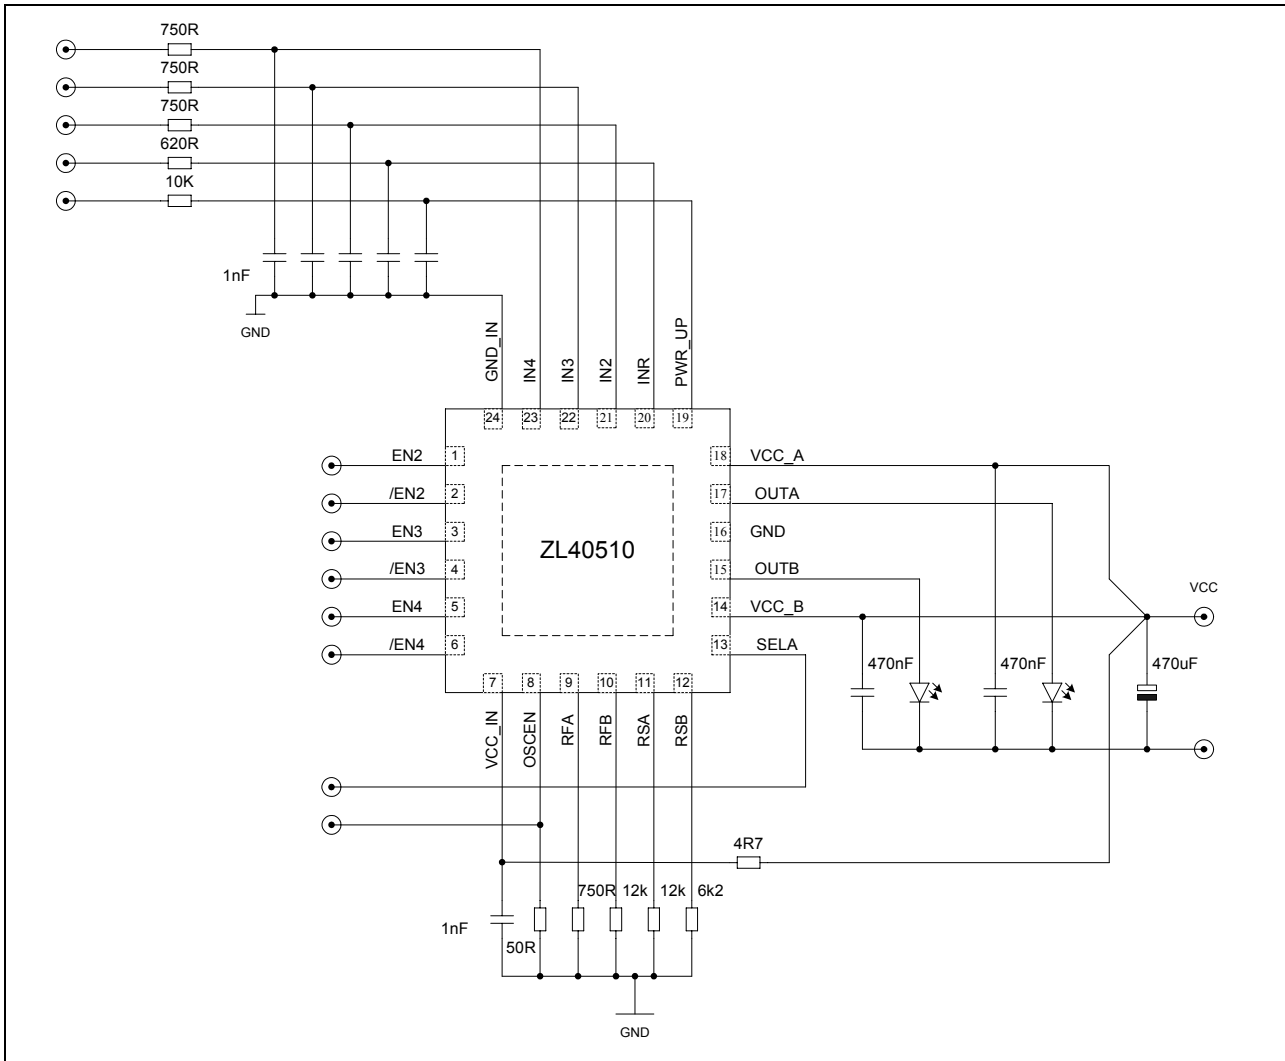 750R
750R
750R
620R
10K
1nF
GND
GND_IN
IN4
IN3
IN2
INR
PWR_UP
24
23
22
21
20
19
EN2
1
18
VCC_A
/EN2
2
17
OUTA
EN3
3
16
GND
ZL40510
/EN3
4
15
OUTB
EN4
5
14
VCC_B
VCC
/EN4
6
13
SELA
470nF
470nF
470uF
7
8
9
10
11
12
VCC_IN
OSCEN
RFA
RFB
RSA
RSB
4R7
750R
12k
12k
6k2
1nF
50R
GND